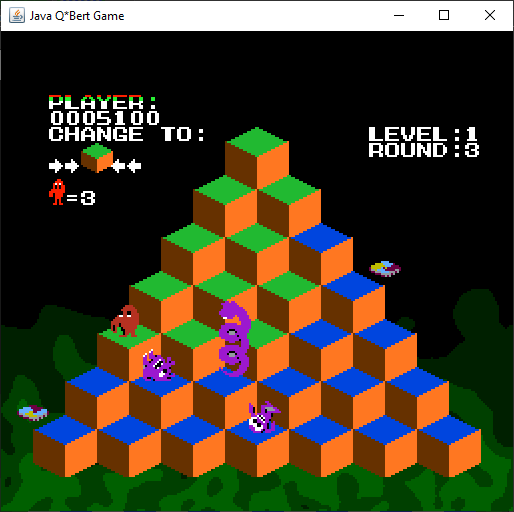 Java Q*Bert Game
PLAYER:
0005100
CHANGE TO:
LEVEL:1
ROUND:3
=3